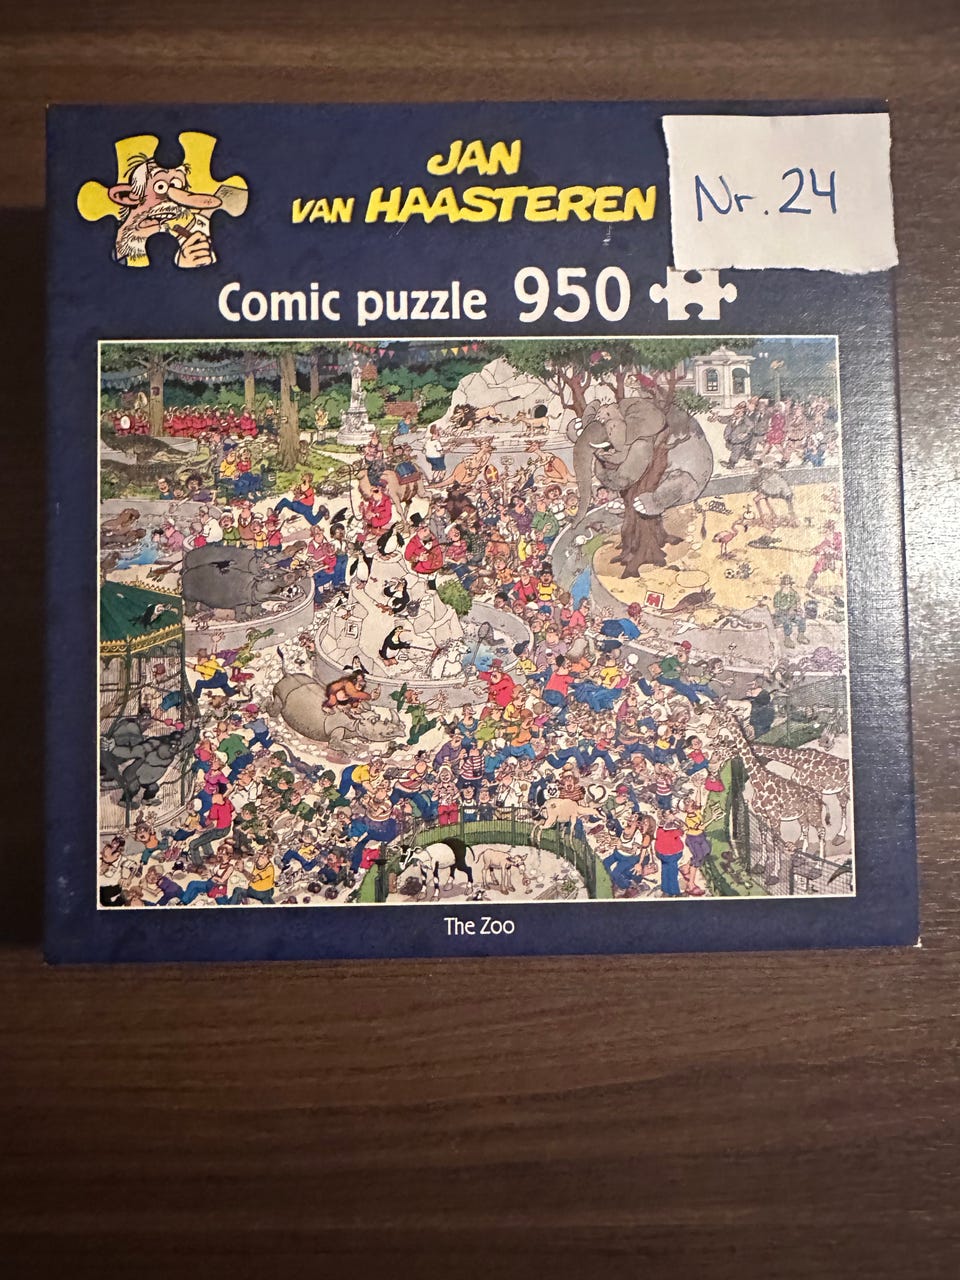 JAN
VAN HAASTEREN
Nr. 24
Comic puzzle 950
The Zoo